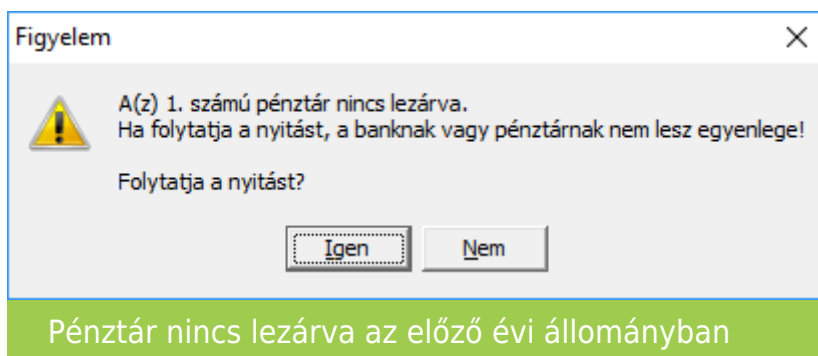 Figyelem
A(z) 1. számú pénztár nincs lezárva.
Ha folytatja a nyitást, a banknak vagy pénztárnak nem lesz egyenlege!
Folytatja a nyitást?
Igen Nem
Pénztár nincs lezárva az előző évi állományban